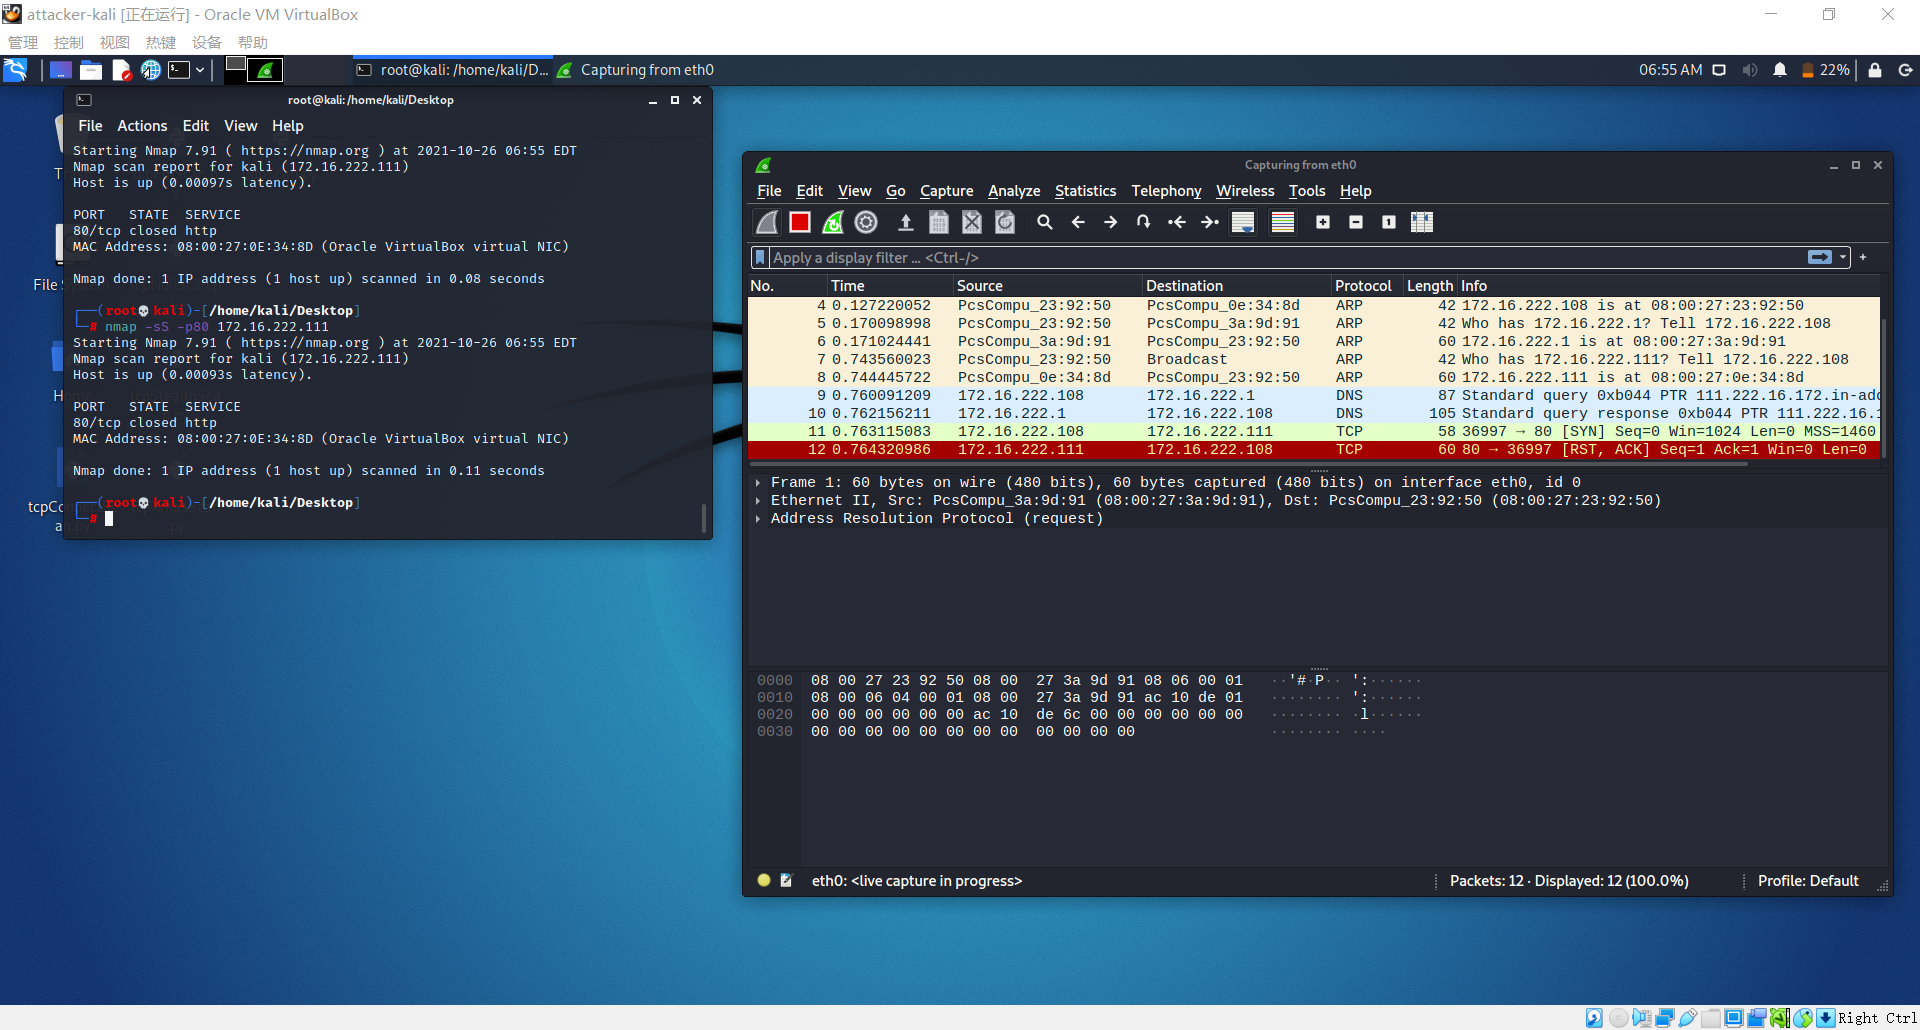 attacker-kali [正在运行] - Oracle VM VirtualBox
管理 控制 视图 热键 设备 帮助
root@kali: /home/kali/D...
Capturing from eth0
06:55 AM
22%
root@kali: /home/kali/Desktop
File Actions Edit View Help
Starting Nmap 7.91 ( https://nmap.org ) at 2021-10-26 06:55 EDT
Nmap scan report for kali (172.16.222.111)
Host is up (0.00097s latency).
PORT STATE SERVICE
80/tcp closed http
MAC Address: 08:00:27:0E:34:8D (Oracle VirtualBox virtual NIC)
Nmap done: 1 IP address (1 host up) scanned in 0.08 seconds
┌──(root💀kali)-[/home/kali/Desktop]
└─# nmap -sS -p80 172.16.222.111
Starting Nmap 7.91 ( https://nmap.org ) at 2021-10-26 06:55 EDT
Nmap scan report for kali (172.16.222.111)
Host is up (0.00093s latency).
PORT STATE SERVICE
80/tcp closed http
MAC Address: 08:00:27:0E:34:8D (Oracle VirtualBox virtual NIC)
Nmap done: 1 IP address (1 host up) scanned in 0.11 seconds
┌──(root💀kali)-[/home/kali/Desktop]
└─#
File Sy
tcpCo
Capturing from eth0
File Edit View Go Capture Analyze Statistics Telephony Wireless Tools Help
Apply a display filter ... <Ctrl-/>
No. Time Source Destination Protocol Length Info
4 0.127220052 PcsCompu_23:92:50 PcsCompu_0e:34:8d ARP 42 172.16.222.108 is at 08:00:27:23:92:50
5 0.170098998 PcsCompu_23:92:50 PcsCompu_3a:9d:91 ARP 42 Who has 172.16.222.1? Tell 172.16.222.108
6 0.171024441 PcsCompu_3a:9d:91 PcsCompu_23:92:50 ARP 60 172.16.222.1 is at 08:00:27:3a:9d:91
7 0.743560023 PcsCompu_23:92:50 Broadcast ARP 42 Who has 172.16.222.111? Tell 172.16.222.108
8 0.744445722 PcsCompu_0e:34:8d PcsCompu_23:92:50 ARP 60 172.16.222.111 is at 08:00:27:0e:34:8d
9 0.760091209 172.16.222.108 172.16.222.1 DNS 87 Standard query 0xb044 PTR 111.222.16.172.in-ad
10 0.762156211 172.16.222.1 172.16.222.108 DNS 105 Standard query response 0xb044 PTR 111.222.16.1
11 0.763115083 172.16.222.108 172.16.222.111 TCP 58 36997 → 80 [SYN] Seq=0 Win=1024 Len=0 MSS=1460
12 0.764320986 172.16.222.111 172.16.222.108 TCP 60 80 → 36997 [RST, ACK] Seq=1 Ack=1 Win=0 Len=0
Frame 1: 60 bytes on wire (480 bits), 60 bytes captured (480 bits) on interface eth0, id 0
Ethernet II, Src: PcsCompu_3a:9d:91 (08:00:27:3a:9d:91), Dst: PcsCompu_23:92:50 (08:00:27:23:92:50)
Address Resolution Protocol (request)
0000 08 00 27 23 92 50 08 00 27 3a 9d 91 08 06 00 01 ··'#·P·· ':······
0010 08 00 06 04 00 01 08 00 27 3a 9d 91 ac 10 de 01 ········ ':······
0020 00 00 00 00 00 00 ac 10 de 6c 00 00 00 00 00 00 ········ ·l······
0030 00 00 00 00 00 00 00 00 00 00 00 00 ········ ····
eth0: <live capture in progress>
Packets: 12 · Displayed: 12 (100.0%)
Profile: Default
Right Ctrl